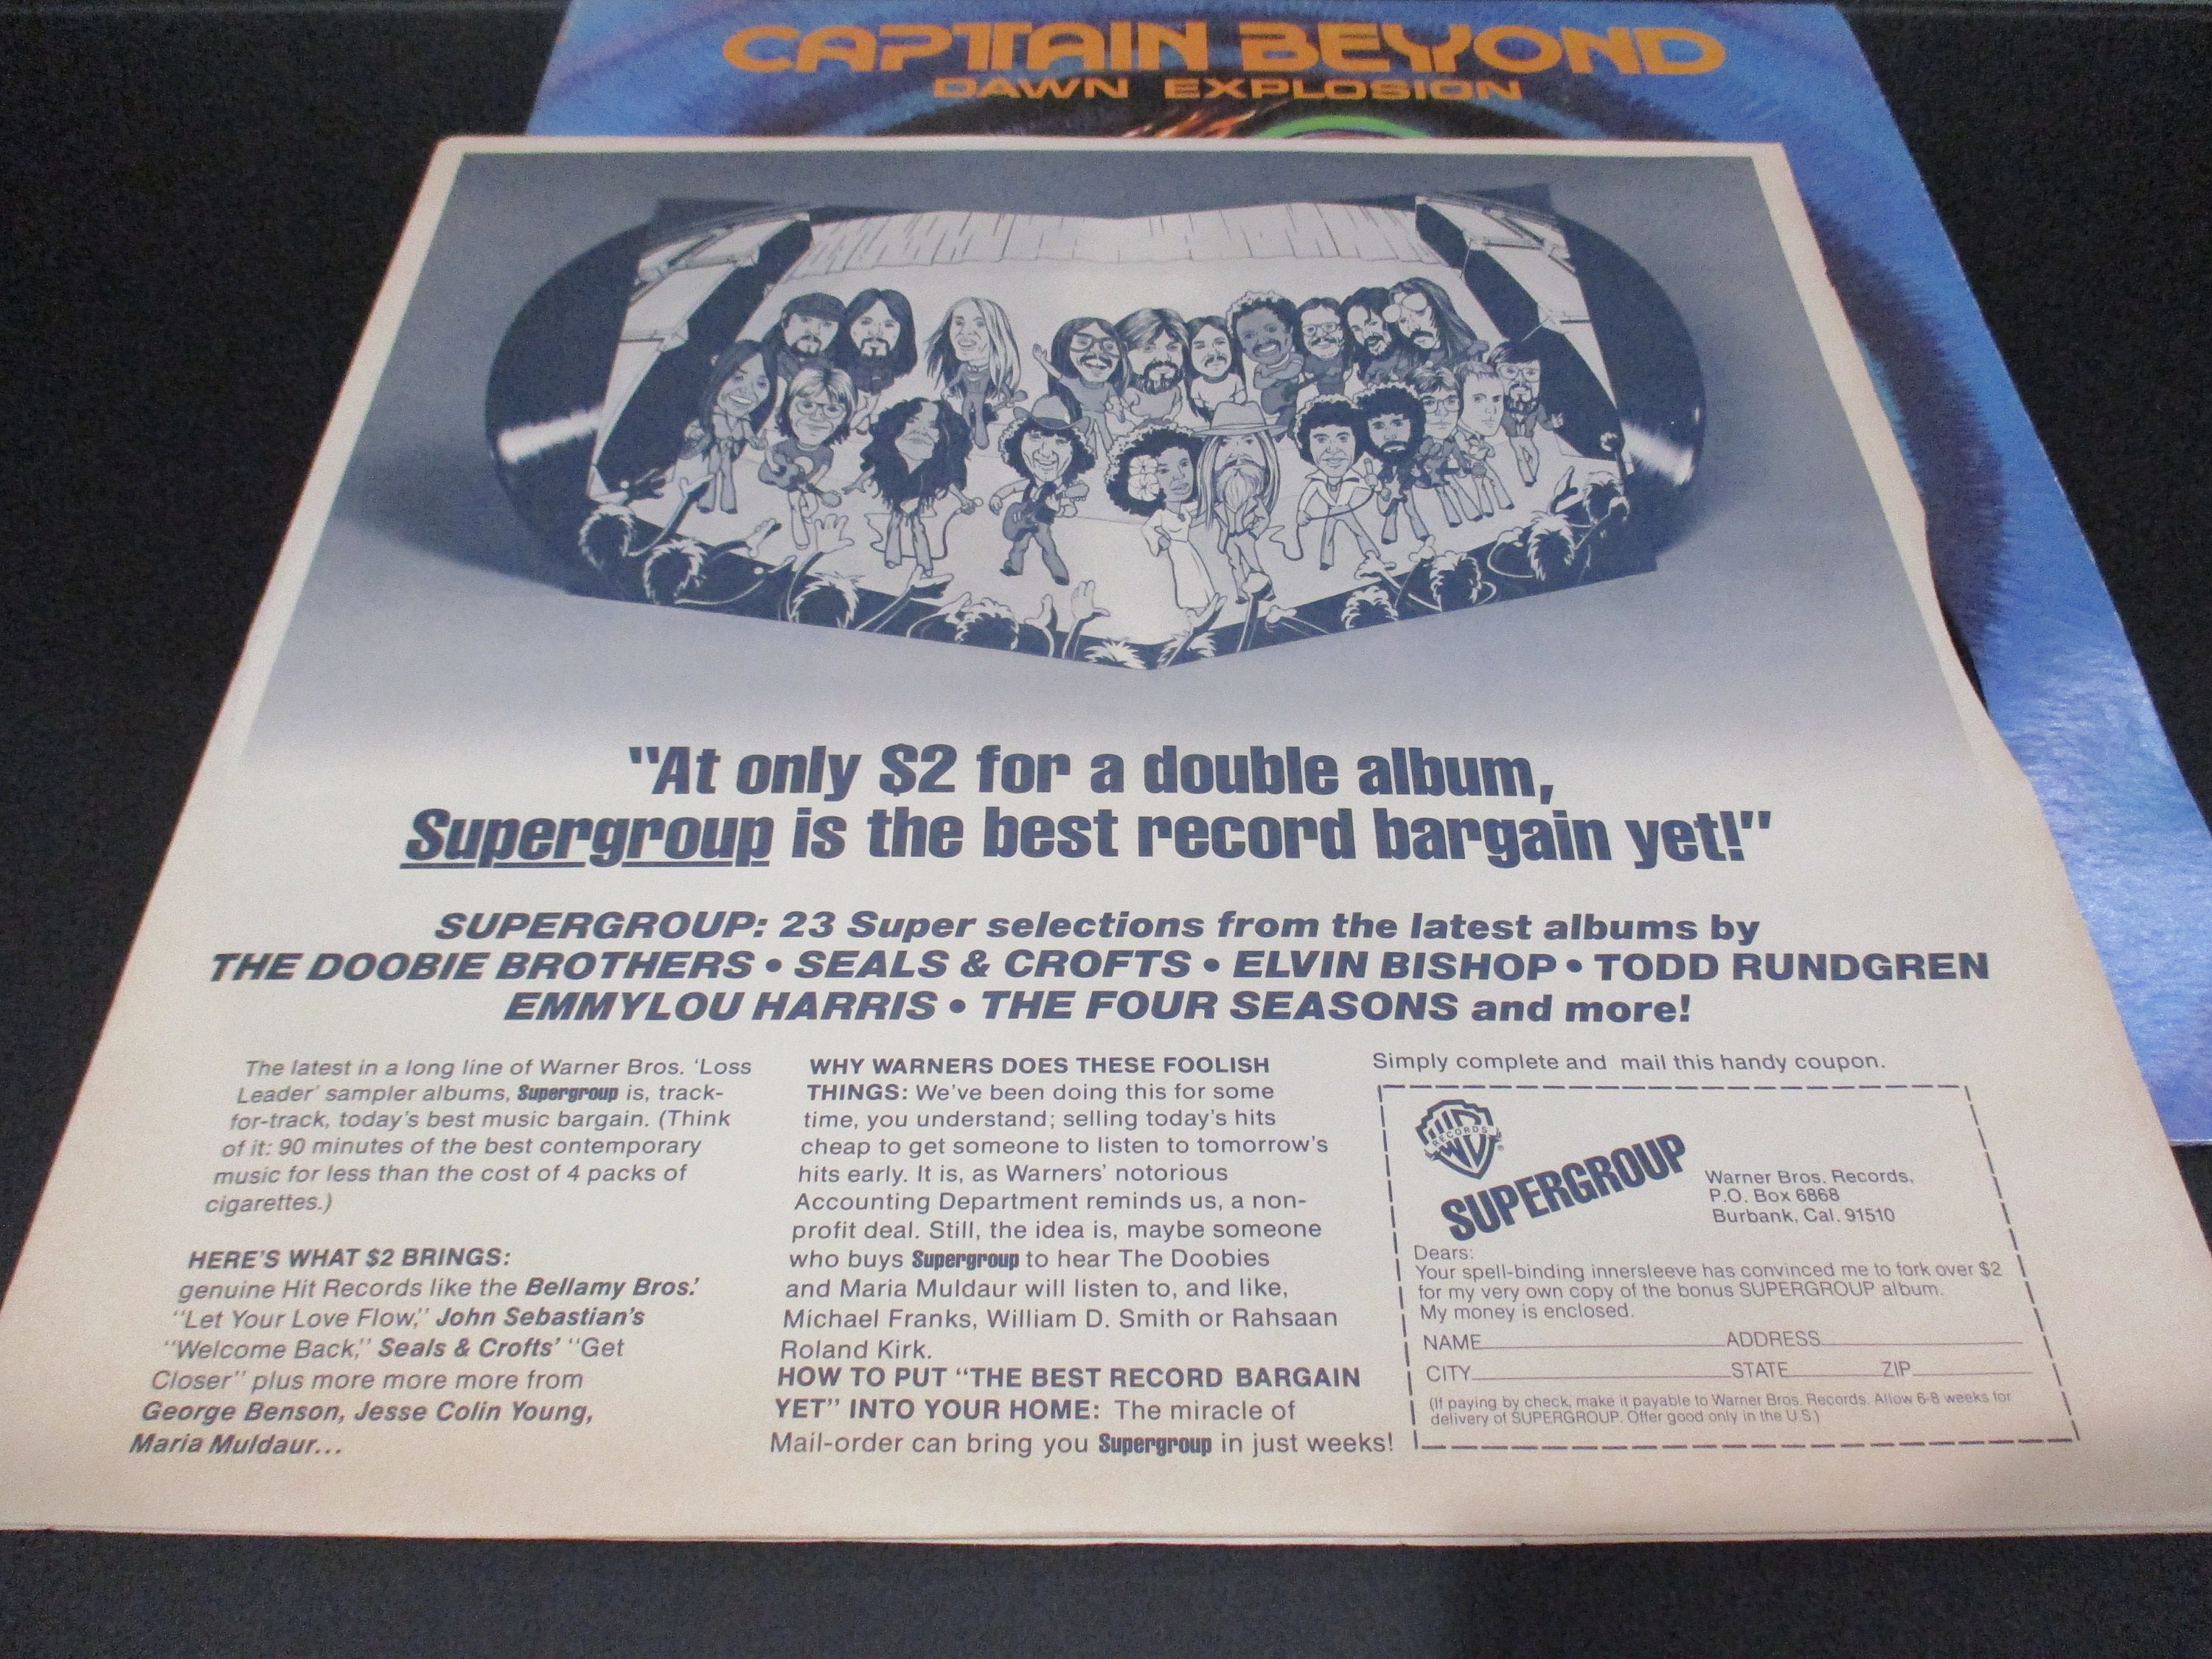 CAPTAIN BEYOND
DAWN EXPLOSION
"At only $2 for a double album,
Supergroup is the best record bargain yet!"
SUPERGROUP: 23 Super selections from the latest albums by
THE DOOBIE BROTHERS • SEALS & CROFTS • ELVIN BISHOP • TODD RUNDGREN
EMMYLOU HARRIS • THE FOUR SEASONS and more!
The latest in a long line of Warner Bros. 'Loss
Leader' sampler albums, Supergroup is, track-
for-track, today's best music bargain. (Think
of it: 90 minutes of the best contemporary
music for less than the cost of 4 packs of
cigarettes.)
HERE'S WHAT $2 BRINGS:
genuine Hit Records like the Bellamy Bros.'
"Let Your Love Flow," John Sebastian's
"Welcome Back," Seals & Crofts' "Get
Closer" plus more more more from
George Benson, Jesse Colin Young,
Maria Muldaur...
WHY WARNERS DOES THESE FOOLISH
THINGS: We've been doing this for some
time, you understand; selling today's hits
cheap to get someone to listen to tomorrow's
hits early. It is, as Warners' notorious
Accounting Department reminds us, a non-
profit deal. Still, the idea is, maybe someone
who buys Supergroup to hear The Doobies
and Maria Muldaur will listen to, and like,
Michael Franks, William D. Smith or Rahsaan
Roland Kirk.
HOW TO PUT "THE BEST RECORD BARGAIN
YET" INTO YOUR HOME: The miracle of
Mail-order can bring you Supergroup in just weeks!
Simply complete and mail this handy coupon.
RECORDS
SUPERGROUP
Warner Bros. Records,
P.O. Box 6868
Burbank, Cal. 91510
Dears:
Your spell-binding innersleeve has convinced me to fork over $2
for my very own copy of the bonus SUPERGROUP album.
My money is enclosed.
NAME ADDRESS
CITY STATE ZIP
(If paying by check, make it payable to Warner Bros. Records. Allow 6-8 weeks for
delivery of SUPERGROUP. Offer good only in the U.S.)